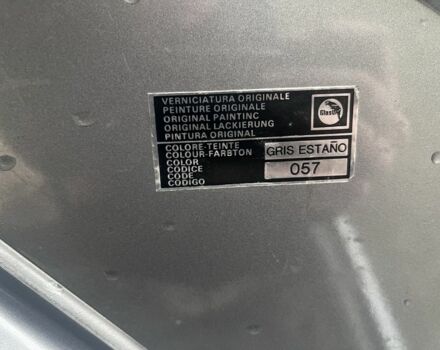 VERNICIATURA ORIGINALE
PEINTURE ORIGINALE
ORIGINAL PAINTINC
ORIGINAL LACKIERUNG
PINTURA ORIGINAL
Glasurit
COLORE-TEINTE
COLOUR-FARBTON
COLOR
GRIS ESTAÑO
CODICE
CODE
CODIGO
057